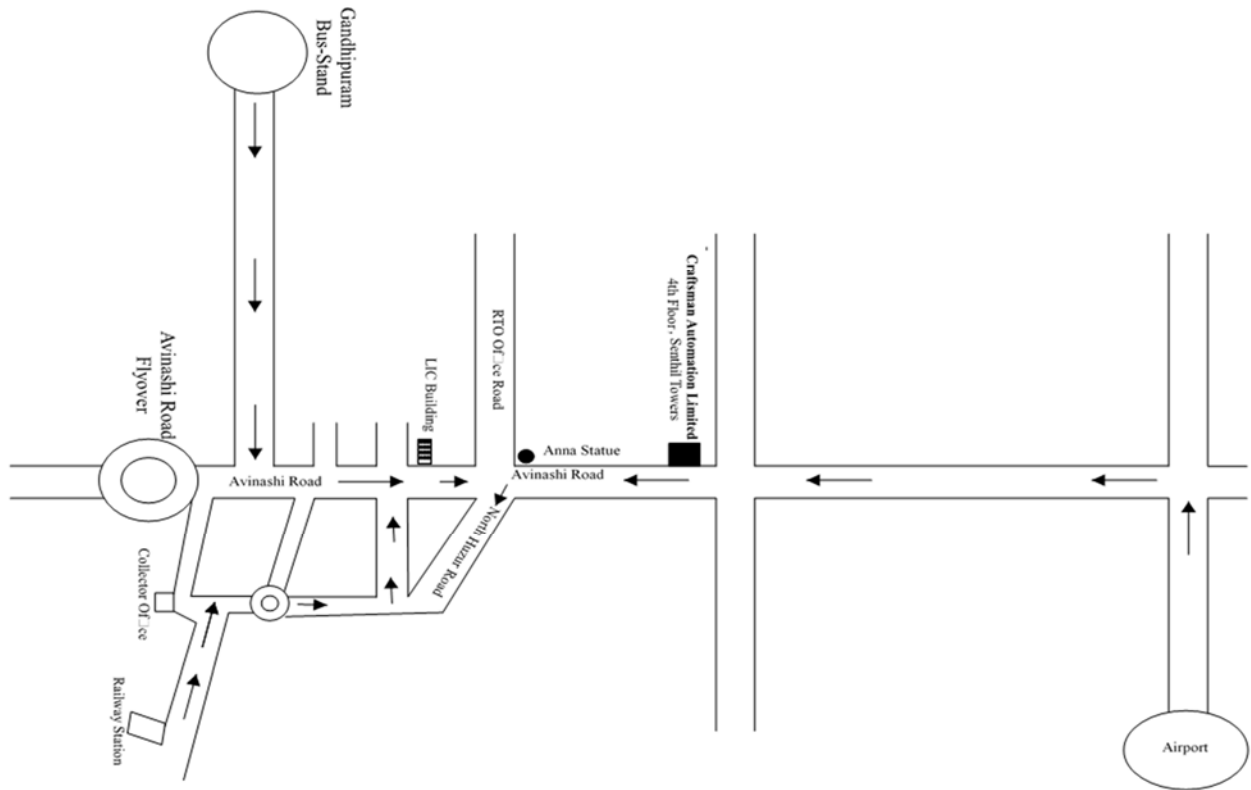 Gandhipuram
Bus-Stand
Avinashi Road
Flyover
LIC Building
RTO Of□ce Road
Craftsman Automation Limited
4th Floor, Senthil Towers
Anna Statue
Avinashi Road
Avinashi Road
North Huzur Road
Collector Of□ce
Railway Station
Airport